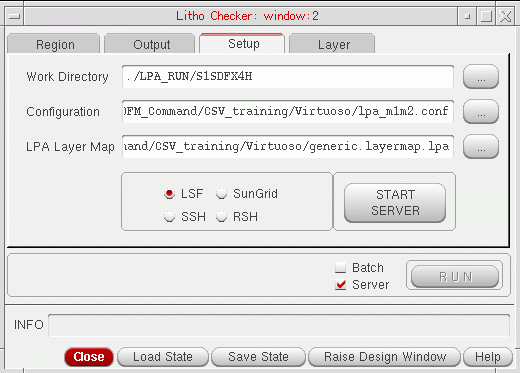 Litho Checker: window:2
Region Output Setup Layer
Work Directory ./LPA_RUN/S1SDFX4H ...
Configuration DFM_Command/CSV_training/Virtuoso/lpa_m1m2.conf ...
LPA Layer Map mand/CSV_training/Virtuoso/generic.layermap.lpa ...
LSF SunGrid
SSH RSH
START
SERVER
Batch
Server
RUN
INFO
Close Load State Save State Raise Design Window Help